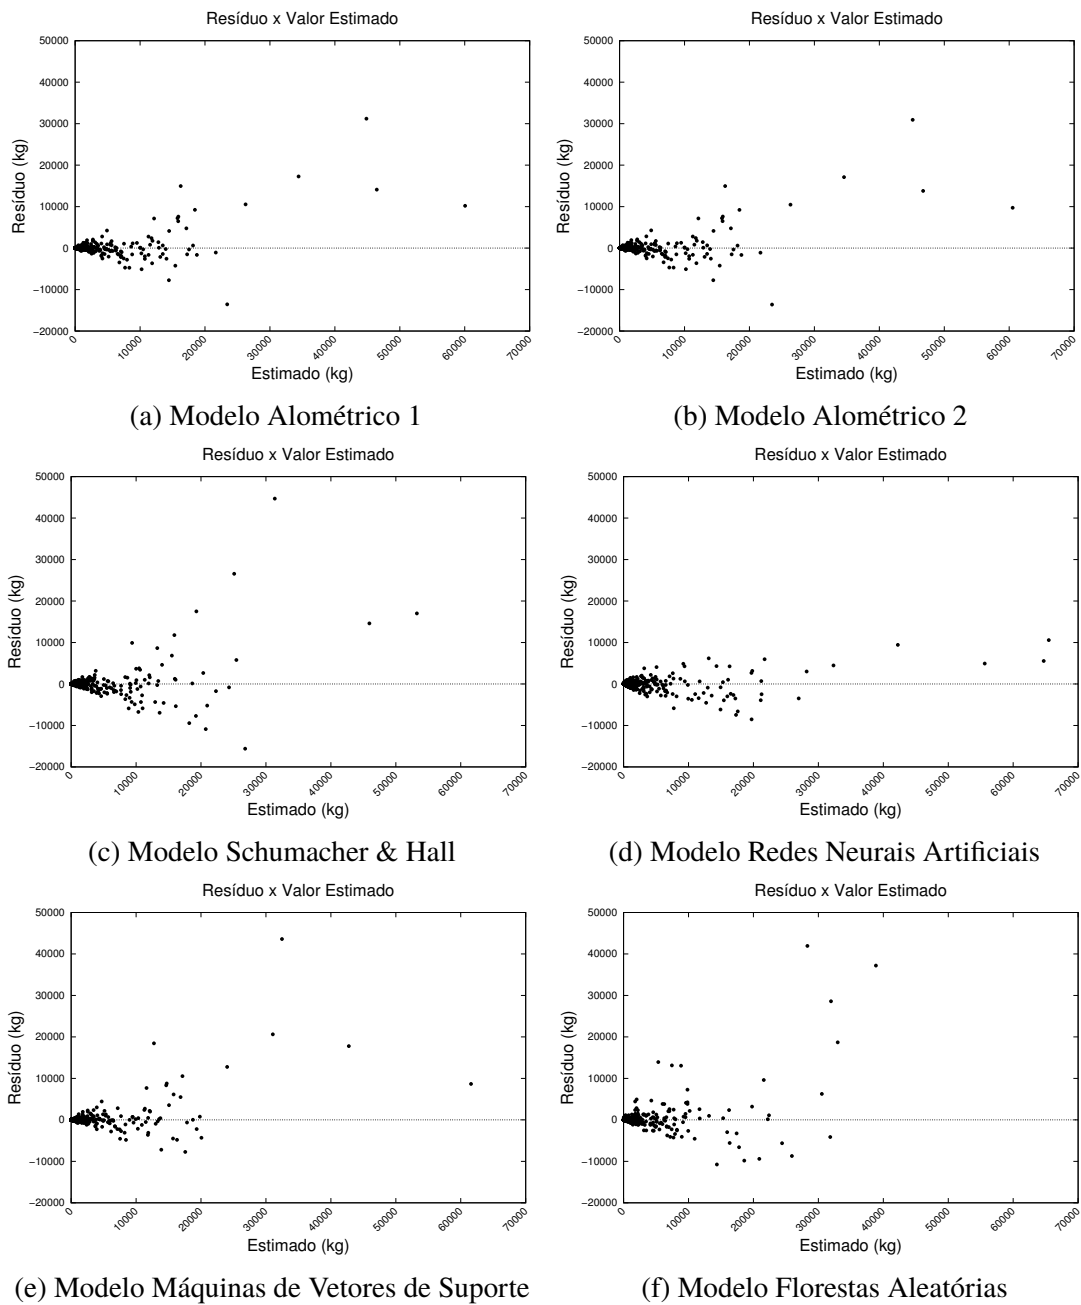 Resíduo x Valor Estimado
50000
40000
30000
20000
10000
0
−10000
−20000
Resíduo (kg)
0 10000 20000 30000 40000 50000 60000 70000
Estimado (kg)
(a) Modelo Alométrico 1
Resíduo x Valor Estimado
50000
40000
30000
20000
10000
0
−10000
−20000
Resíduo (kg)
0 10000 20000 30000 40000 50000 60000 70000
Estimado (kg)
(b) Modelo Alométrico 2
Resíduo x Valor Estimado
50000
40000
30000
20000
10000
0
−10000
−20000
Resíduo (kg)
0 10000 20000 30000 40000 50000 60000 70000
Estimado (kg)
(c) Modelo Schumacher & Hall
Resíduo x Valor Estimado
50000
40000
30000
20000
10000
0
−10000
−20000
Resíduo (kg)
0 10000 20000 30000 40000 50000 60000 70000
Estimado (kg)
(d) Modelo Redes Neurais Artificiais
Resíduo x Valor Estimado
50000
40000
30000
20000
10000
0
−10000
−20000
Resíduo (kg)
0 10000 20000 30000 40000 50000 60000 70000
Estimado (kg)
(e) Modelo Máquinas de Vetores de Suporte
Resíduo x Valor Estimado
50000
40000
30000
20000
10000
0
−10000
−20000
Resíduo (kg)
0 10000 20000 30000 40000 50000 60000 70000
Estimado (kg)
(f) Modelo Florestas Aleatórias